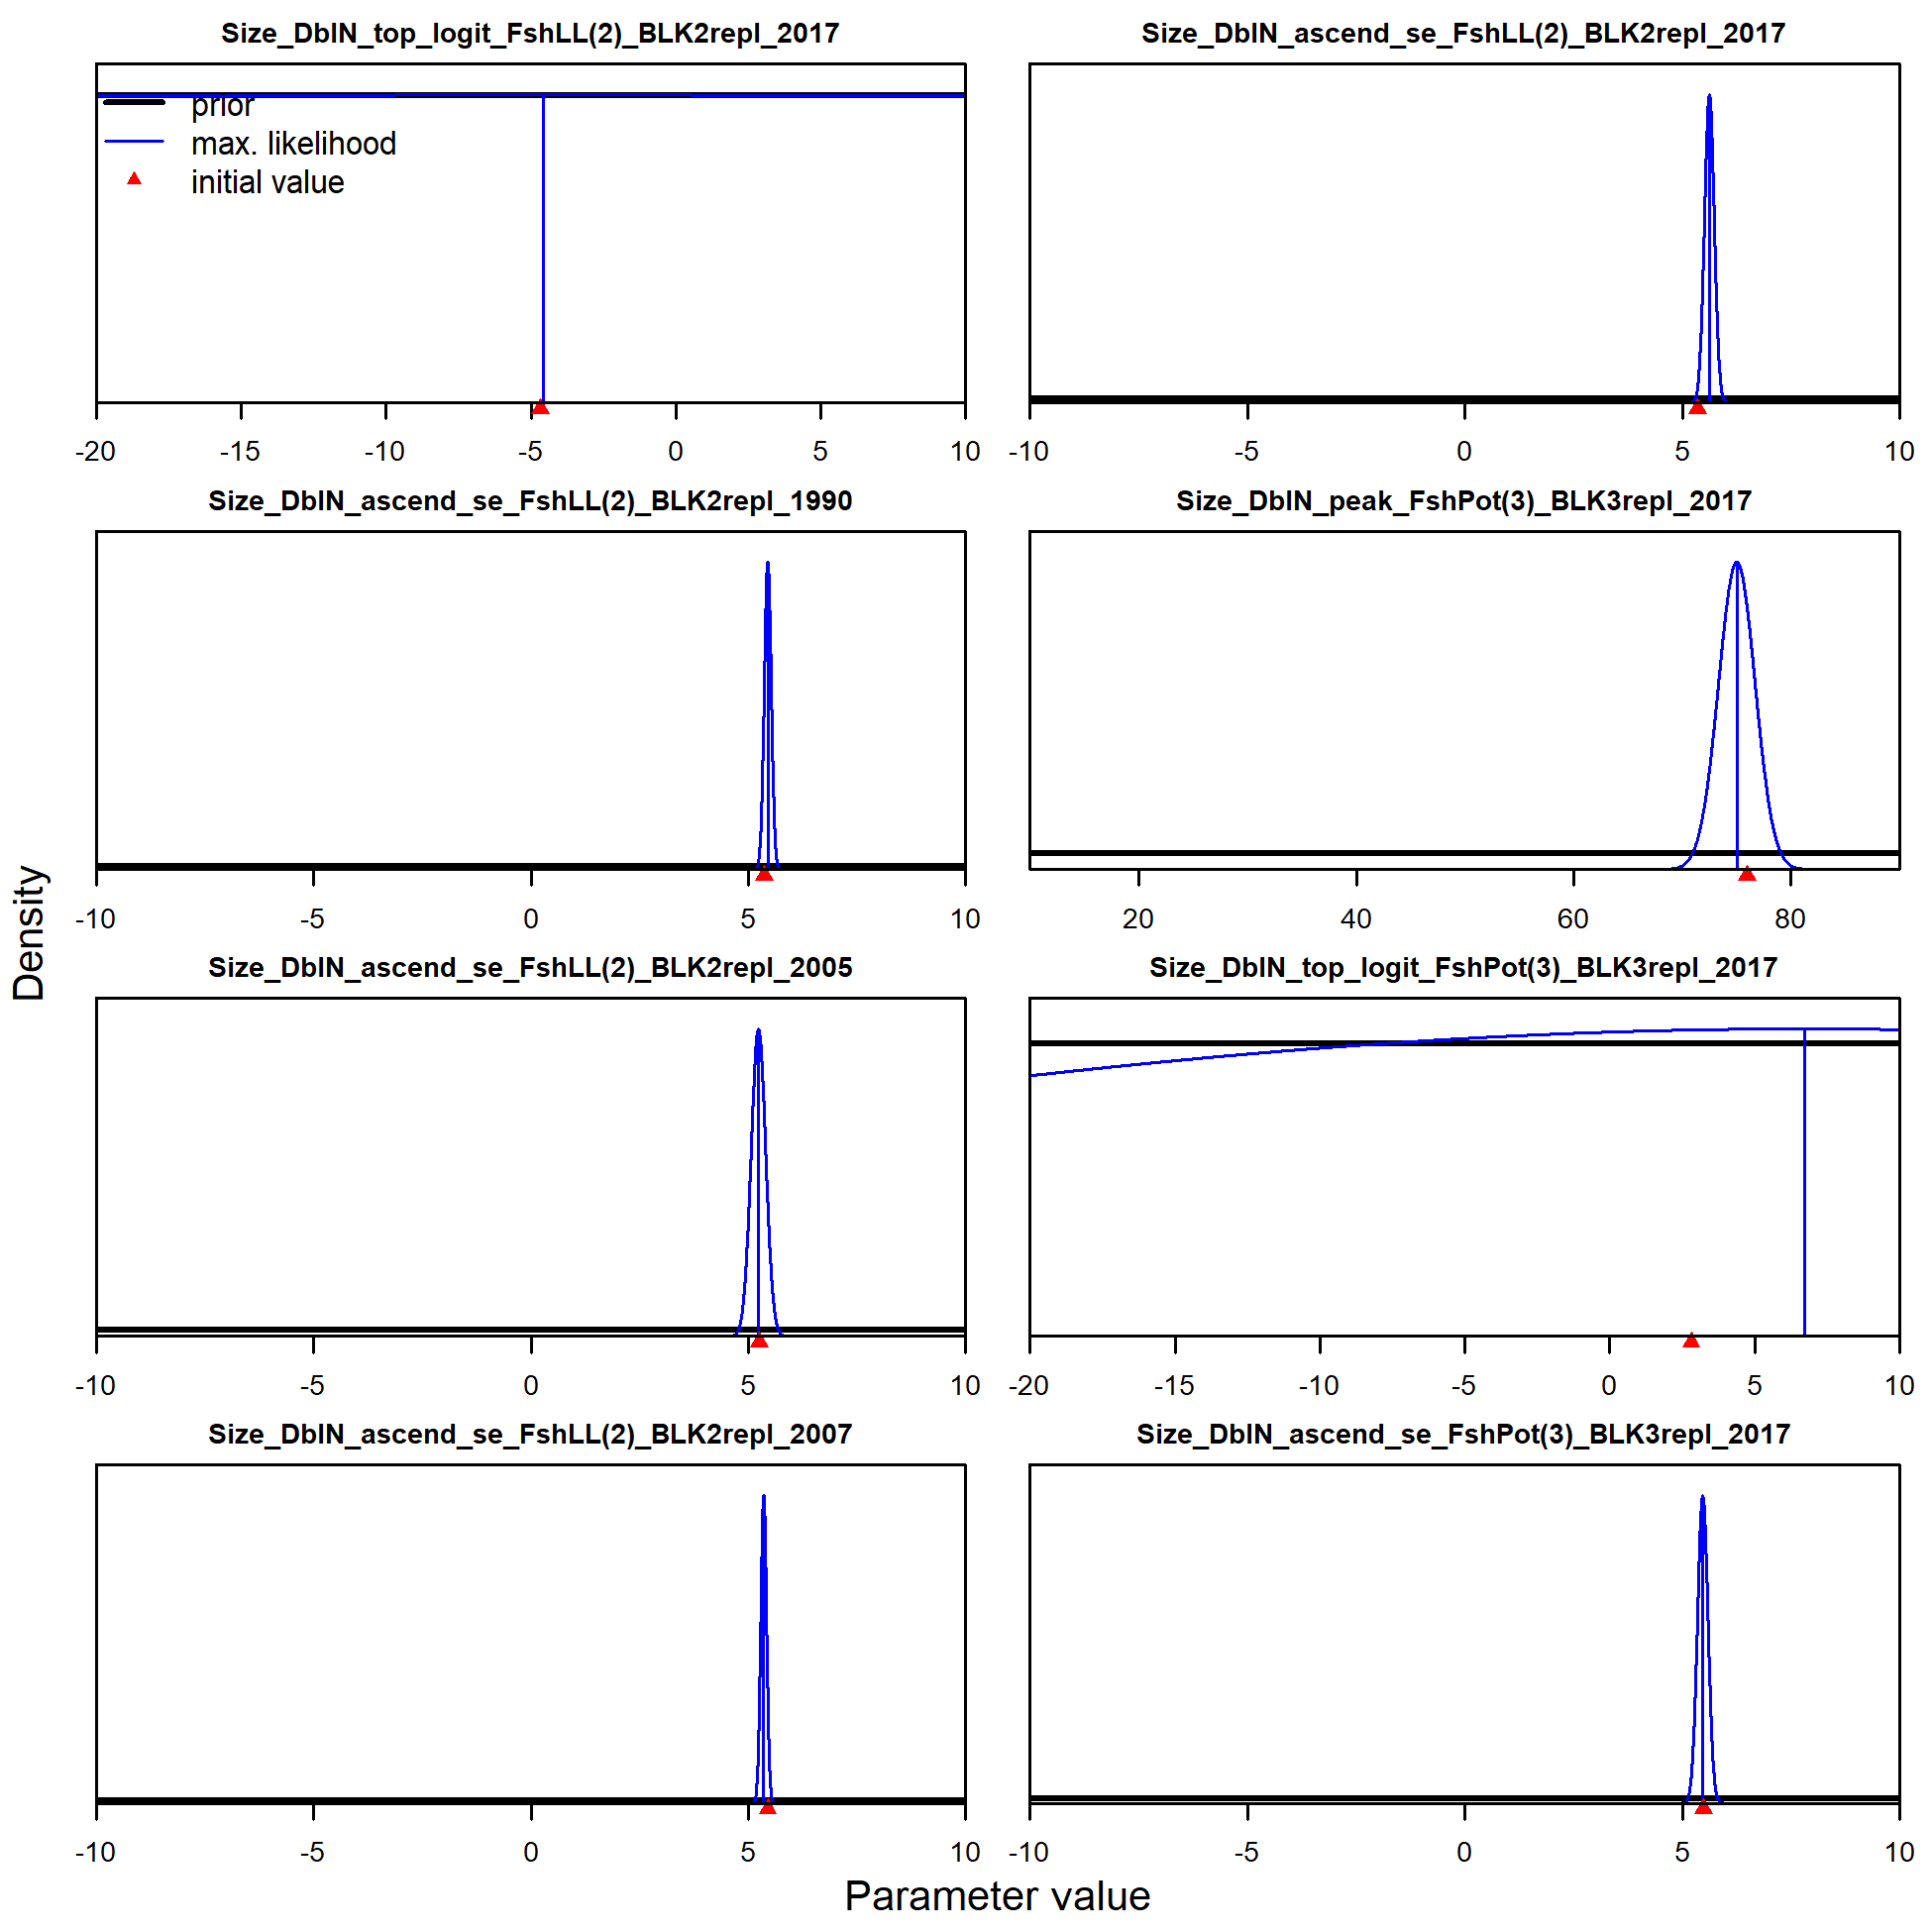 Size_DblN_top_logit_FshLL(2)_BLK2repl_2017
prior
max. likelihood
initial value
-20 -15 -10 -5 0 5 10
Size_DblN_ascend_se_FshLL(2)_BLK2repl_2017
-10 -5 0 5 10
Size_DblN_ascend_se_FshLL(2)_BLK2repl_1990
-10 -5 0 5 10
Size_DblN_peak_FshPot(3)_BLK3repl_2017
20 40 60 80
Size_DblN_ascend_se_FshLL(2)_BLK2repl_2005
-10 -5 0 5 10
Size_DblN_top_logit_FshPot(3)_BLK3repl_2017
-20 -15 -10 -5 0 5 10
Size_DblN_ascend_se_FshLL(2)_BLK2repl_2007
-10 -5 0 5 10
Size_DblN_ascend_se_FshPot(3)_BLK3repl_2017
-10 -5 0 5 10
Density
Parameter value